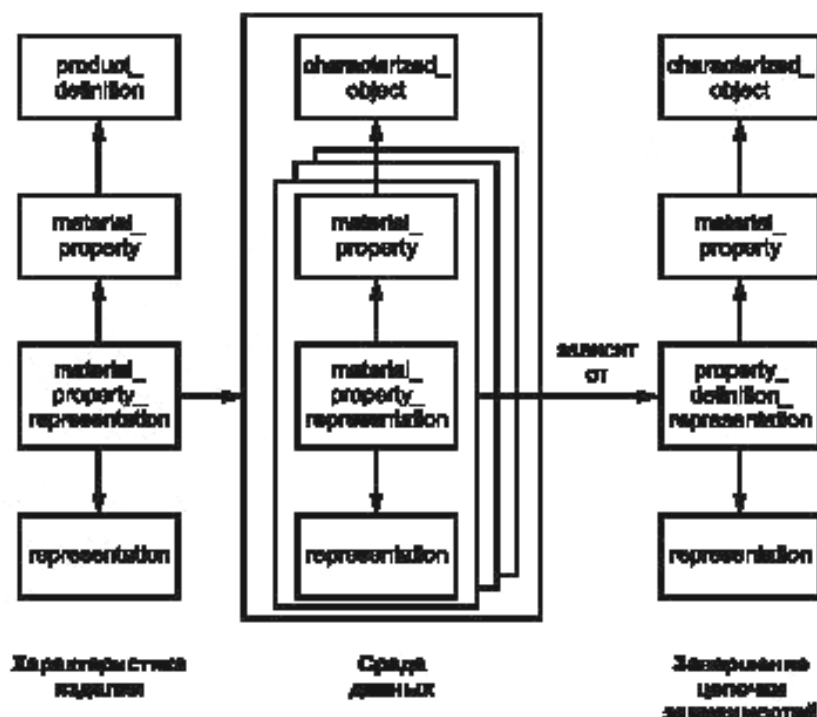 product_
definition
characterized_
object
characterized_
object
material_
property
material_
property
material_
property
material_
property_
representation
material_
property_
representation
зависит
от
property_
definition_
representation
representation
representation
representation
Характеристика
изделия
Среда
данных
Завершение
цепочки
зависимостей